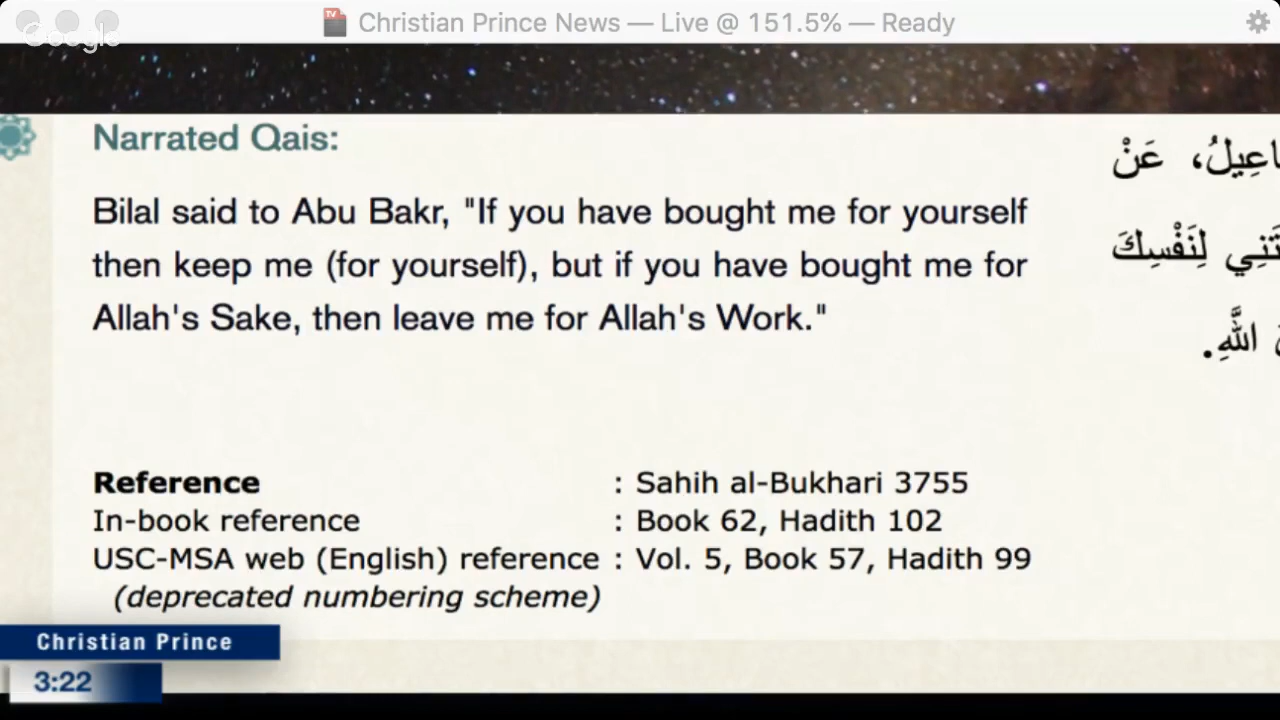 Christian Prince News — Live @ 151.5% — Ready
Google
Narrated Qais:
Bilal said to Abu Bakr, "If you have bought me for yourself
then keep me (for yourself), but if you have bought me for
Allah's Sake, then leave me for Allah's Work."
عَنْ
لِنَفْسِكَ
اللَّهِ.
Reference : Sahih al-Bukhari 3755
In-book reference : Book 62, Hadith 102
USC-MSA web (English) reference : Vol. 5, Book 57, Hadith 99
(deprecated numbering scheme)
Christian Prince
3:22